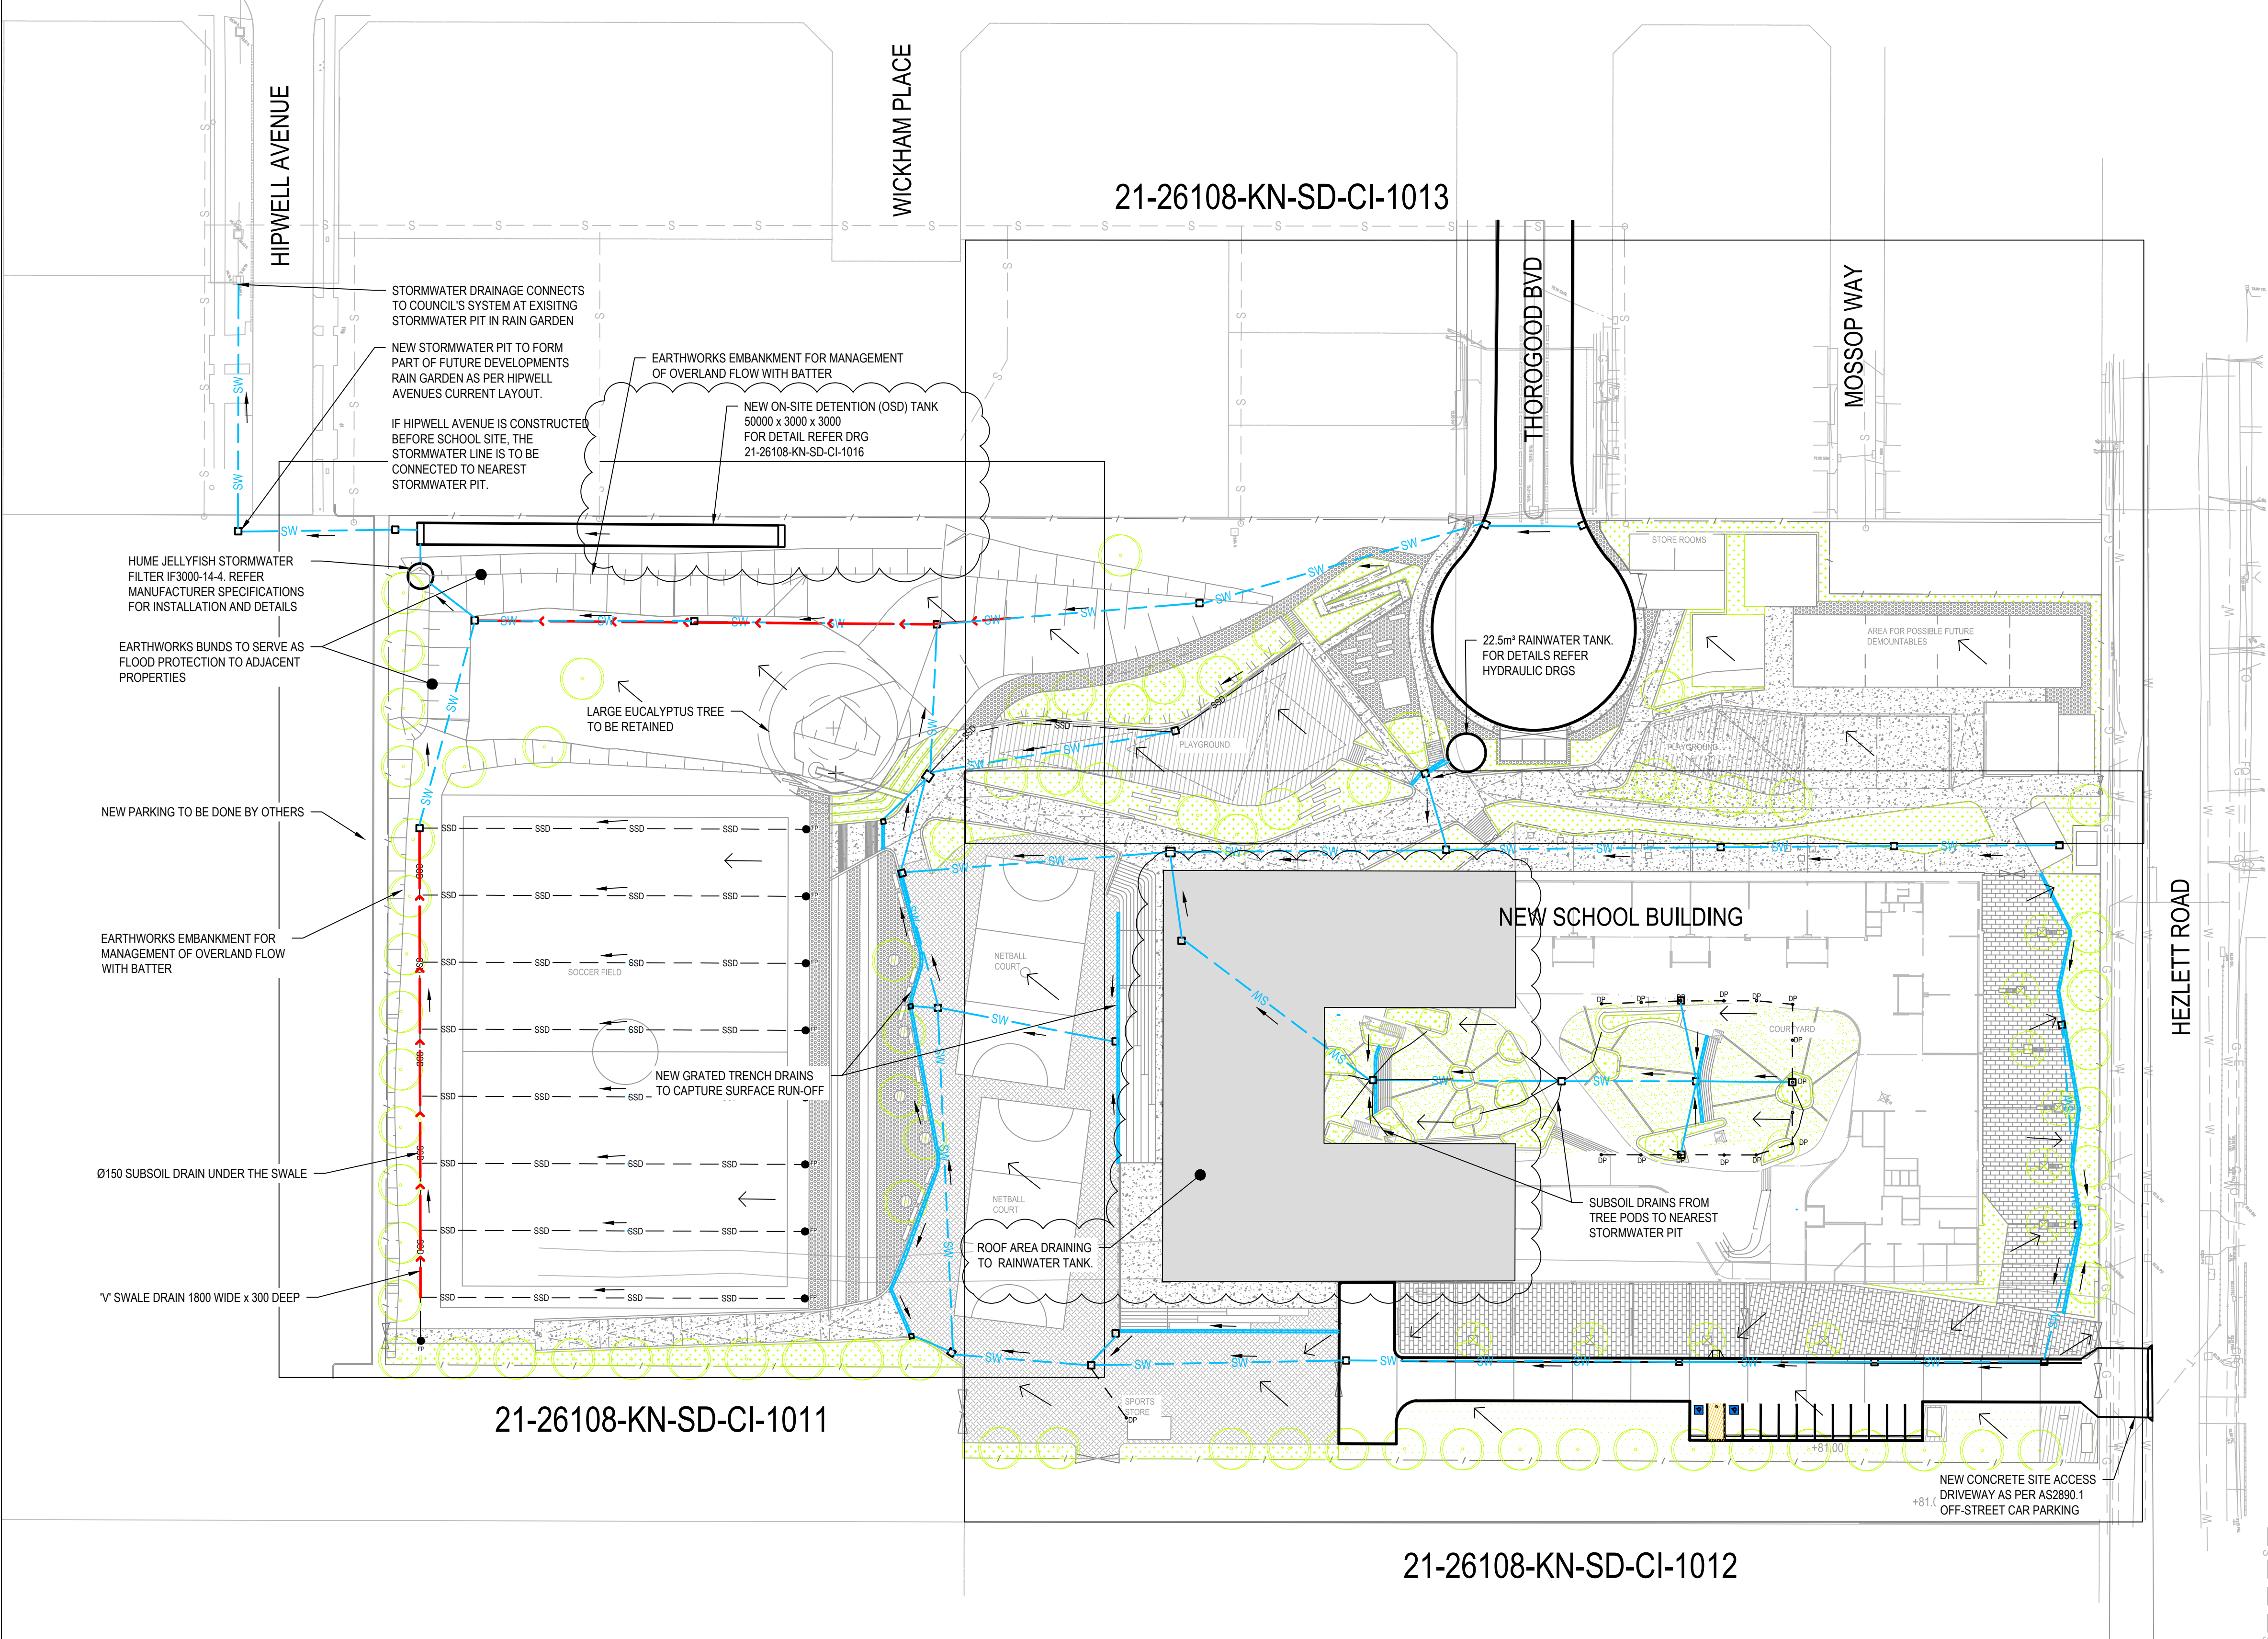 HIPWELL AVENUE
WICKHAM PLACE
21-26108-KN-SD-CI-1013
THOROGOOD BVD
MOSSOP WAY
HEZLETT ROAD
STORMWATER DRAINAGE CONNECTS
TO COUNCIL'S SYSTEM AT EXISITNG
STORMWATER PIT IN RAIN GARDEN
NEW STORMWATER PIT TO FORM
PART OF FUTURE DEVELOPMENTS
RAIN GARDEN AS PER HIPWELL
AVENUES CURRENT LAYOUT.
IF HIPWELL AVENUE IS CONSTRUCTED
BEFORE SCHOOL SITE, THE
STORMWATER LINE IS TO BE
CONNECTED TO NEAREST
STORMWATER PIT.
EARTHWORKS EMBANKMENT FOR MANAGEMENT
OF OVERLAND FLOW WITH BATTER
NEW ON-SITE DETENTION (OSD) TANK
50000 x 3000 x 3000
FOR DETAIL REFER DRG
21-26108-KN-SD-CI-1016
HUME JELLYFISH STORMWATER
FILTER IF3000-14-4. REFER
MANUFACTURER SPECIFICATIONS
FOR INSTALLATION AND DETAILS
EARTHWORKS BUNDS TO SERVE AS
FLOOD PROTECTION TO ADJACENT
PROPERTIES
LARGE EUCALYPTUS TREE
TO BE RETAINED
NEW PARKING TO BE DONE BY OTHERS
EARTHWORKS EMBANKMENT FOR
MANAGEMENT OF OVERLAND FLOW
WITH BATTER
Ø150 SUBSOIL DRAIN UNDER THE SWALE
'V' SWALE DRAIN 1800 WIDE x 300 DEEP
SOCCER FIELD
NEW GRATED TRENCH DRAINS
TO CAPTURE SURFACE RUN-OFF
NETBALL
COURT
NETBALL
COURT
ROOF AREA DRAINING
TO RAINWATER TANK.
22.5m³ RAINWATER TANK.
FOR DETAILS REFER
HYDRAULIC DRGS
STORE ROOMS
AREA FOR POSSIBLE FUTURE
DEMOUNTABLES
PLAYGROUND
PLAYGROUND
NEW SCHOOL BUILDING
COURTYARD
SUBSOIL DRAINS FROM
TREE PODS TO NEAREST
STORMWATER PIT
SPORTS
STORE
DP
+81.00
NEW CONCRETE SITE ACCESS
DRIVEWAY AS PER AS2890.1
OFF-STREET CAR PARKING
21-26108-KN-SD-CI-1011
21-26108-KN-SD-CI-1012